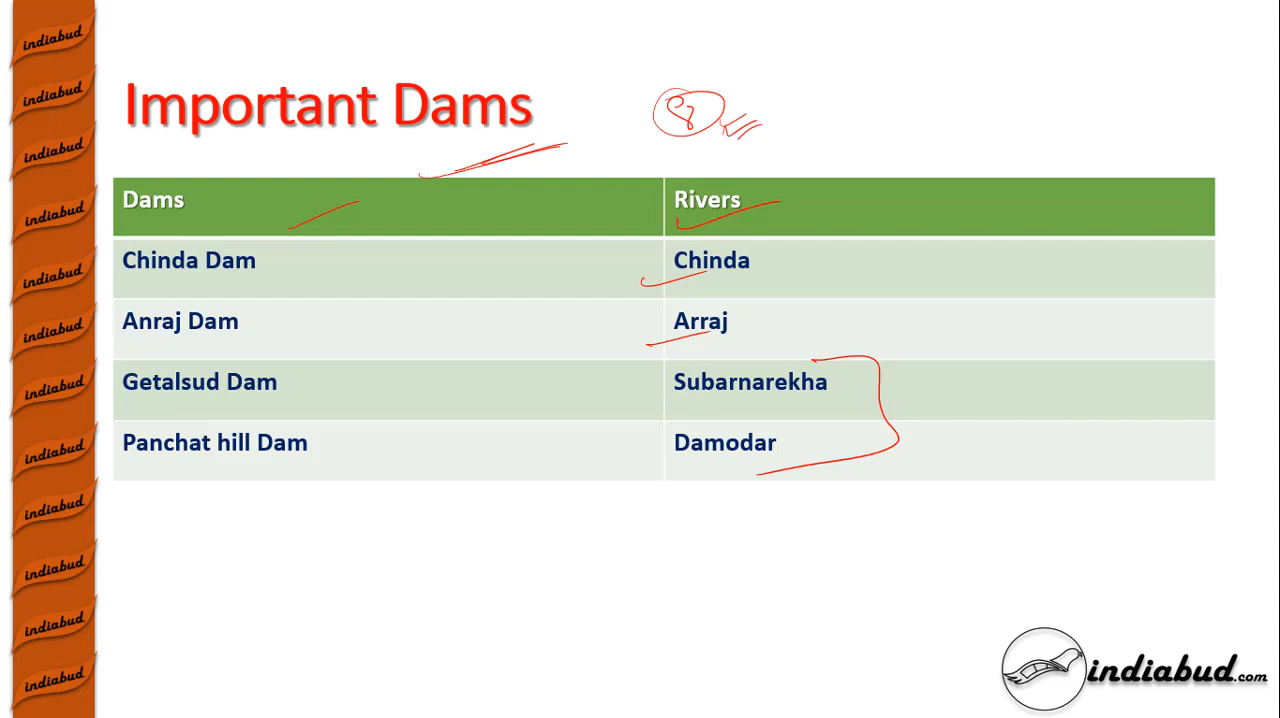 indiabud
indiabud
indiabud
indiabud
indiabud
indiabud
indiabud
indiabud
indiabud
indiabud
indiabud
indiabud
Important Dams
8
Dams Rivers
Chinda Dam Chinda
Anraj Dam Arraj
Getalsud Dam Subarnarekha
Panchat hill Dam Damodar
indiabud.com